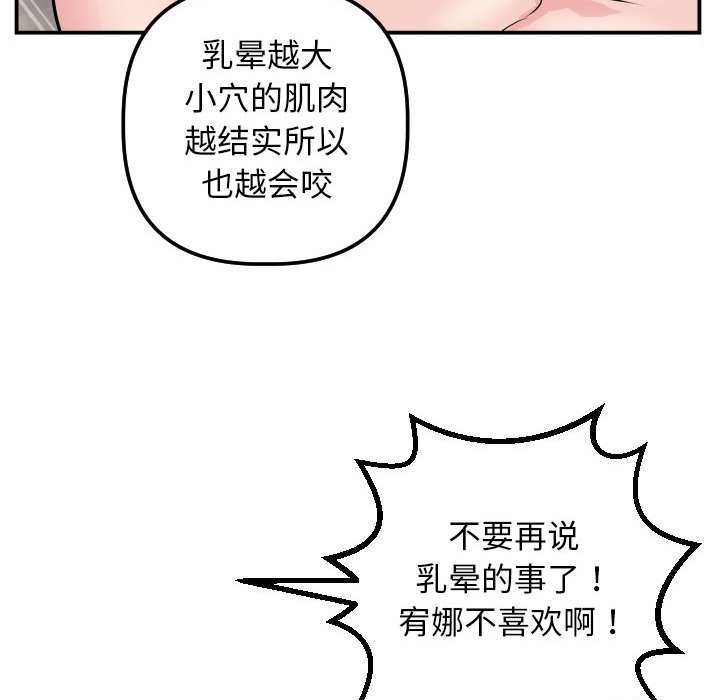 乳晕越大
小穴的肌肉
越结实所以
也越会咬
不要再说
乳晕的事了！
宥娜不喜欢啊！